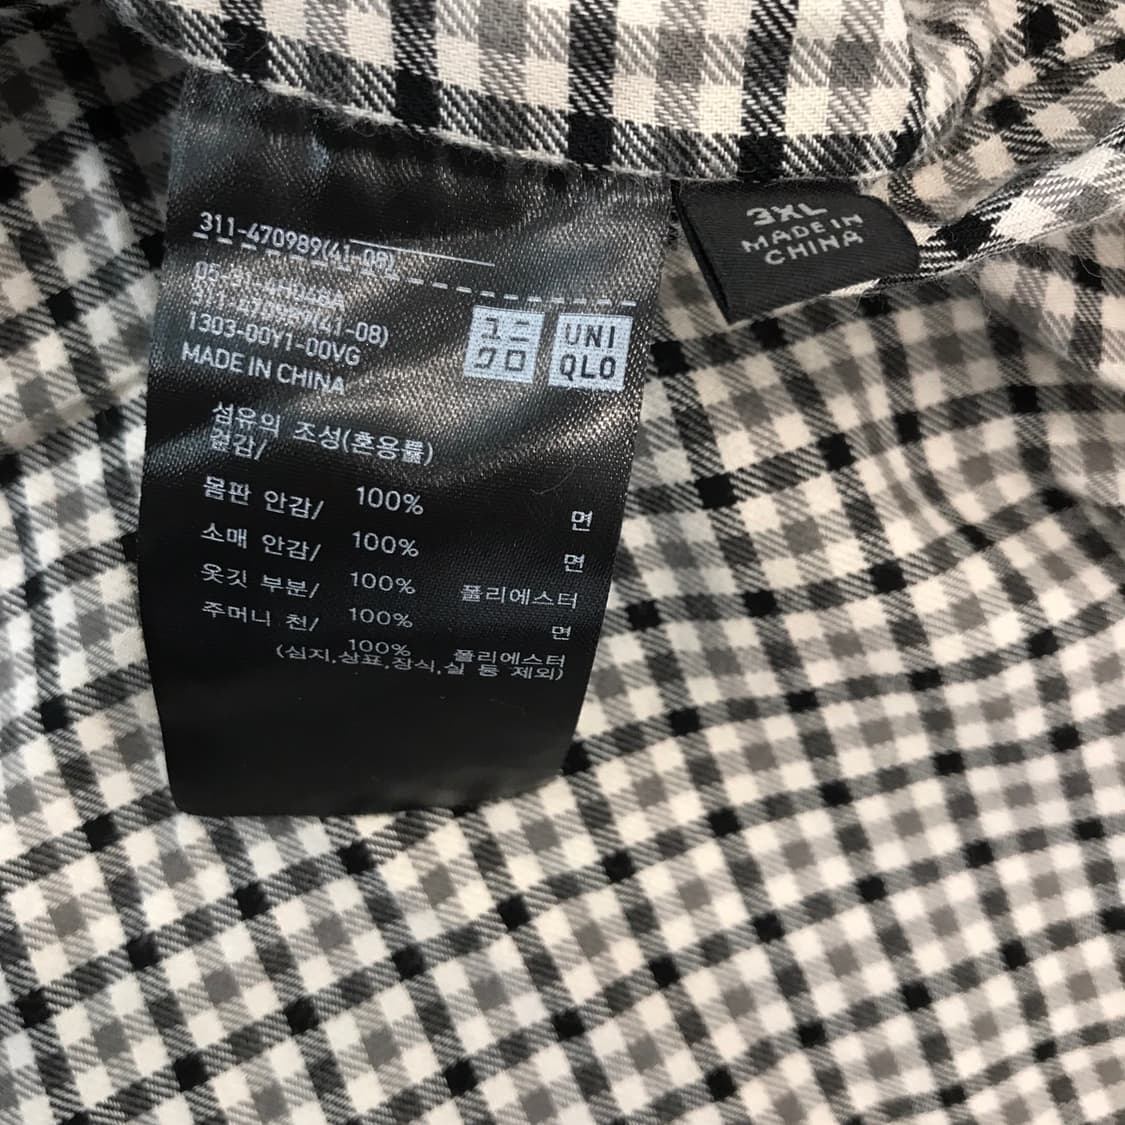 311-470989(41-08)
311-470989(41-08)
1303-00Y1-00VG
MADE IN CHINA
ユニ
クロ
UNI
QLO
섬유의 조성(혼용률)
겉감/ 100% 면
몸판 안감/ 100% 면
소매 안감/ 100% 폴리에스터
옷깃 부분/ 100% 면
주머니 천/ 100% 폴리에스터
(심지,상표,장식,실 등 제외)
3XL
MADE IN
CHINA